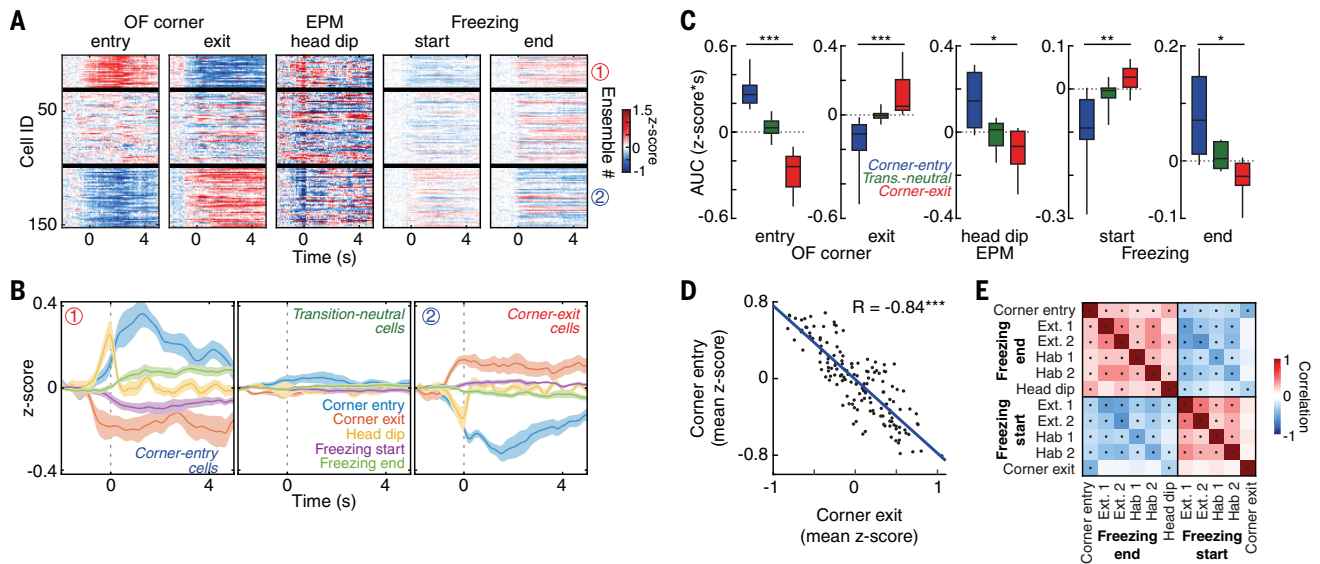 A
OF corner
EPM
Freezing
entry
exit
head dip
start
end
Cell ID
50
150
0 4
0 4
0 4
0 4
0 4
Time (s)
1
Ensemble #
2
1.5
z-score
-1
B
0.4
0
-0.4
z-score
1
Corner-entry
cells
Transition-neutral
cells
Corner entry
Corner exit
Head dip
Freezing start
Freezing end
2
Corner-exit
cells
0 4
0 4
0 4
Time (s)
C
AUC (z-score*s)
0.6
0
-0.6
***
entry
0.4
0
-0.6
***
Corner-entry
Trans.-neutral
Corner-exit
exit
OF corner
0.4
0
-0.4
*
head dip
EPM
0.1
0
-0.3
**
start
0.2
0
-0.1
*
end
Freezing
D
R = -0.84***
Corner entry
(mean z-score)
0.8
0
-0.8
-1 0 1
Corner exit
(mean z-score)
E
Corner entry
Freezing
end
Ext. 1
Ext. 2
Hab 1
Hab 2
Head dip
Freezing
start
Ext. 1
Ext. 2
Hab 1
Hab 2
Corner exit
Corner entry
Ext. 1
Ext. 2
Hab 1
Hab 2
Head dip
Ext. 1
Ext. 2
Hab 1
Hab 2
Corner exit
Freezing
end
Freezing
start
1
0
-1
Correlation